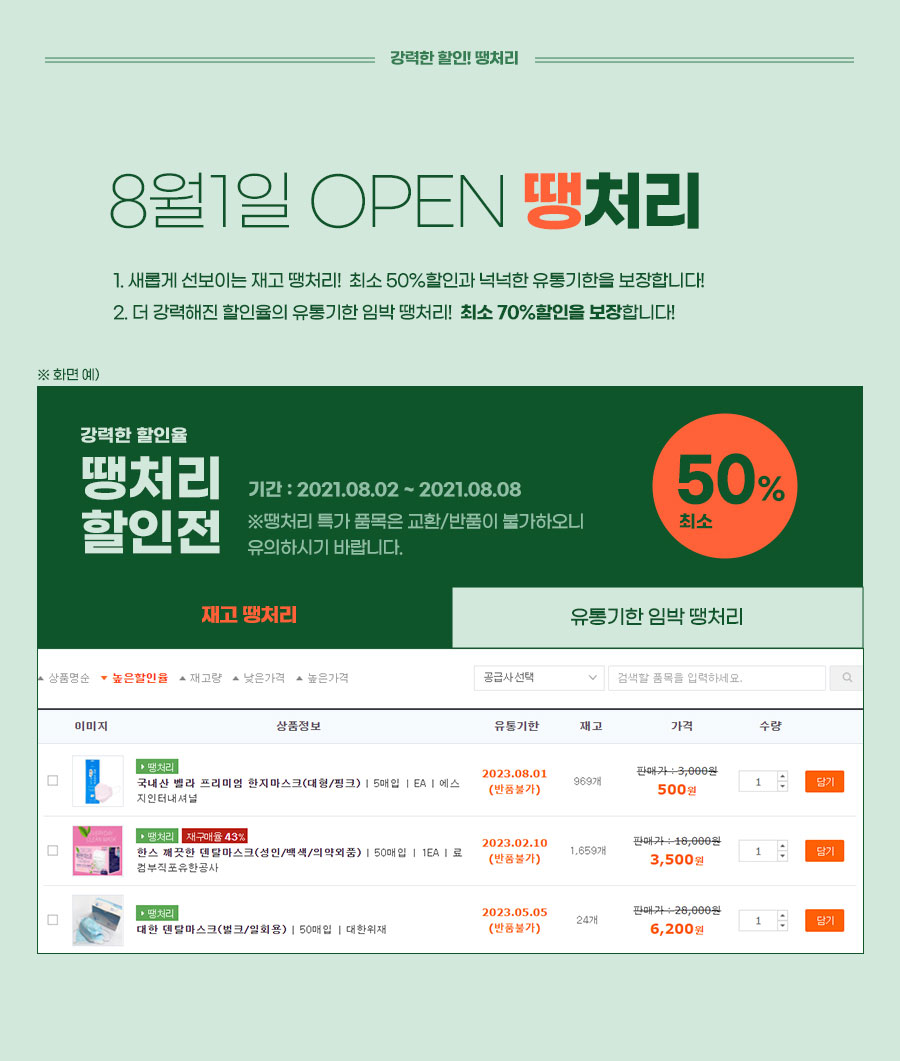 강력한 할인! 땡처리
8월1일 OPEN 땡처리
1. 새롭게 선보이는 재고 땡처리! 최소 50%할인과 넉넉한 유통기한을 보장합니다!
2. 더 강력해진 할인율의 유통기한 임박 땡처리! 최소 70%할인을 보장합니다!
※ 화면 예)
강력한 할인율
땡처리
할인전
기간 : 2021.08.02 ~ 2021.08.08
※땡처리 특가 품목은 교환/반품이 불가하오니
유의하시기 바랍니다.
50%
최소
재고 땡처리
유통기한 임박 땡처리
▲ 상품명순 ▼ 높은할인율 ▲ 재고량 ▲ 낮은가격 ▲ 높은가격
공급사선택
검색할 품목을 입력하세요.
이미지 상품정보 유통기한 재고 가격 수량
땡처리
국내산 벨라 프리미엄 한지마스크(대형/핑크) | 5매입 | EA | 에스
지인터내셔널
2023.08.01
(반품불가)
969개
판매가 : 3,000원
500원
1
담기
땡처리 재구매율 43%
한스 깨끗한 덴탈마스크(성인/백색/의약외품) | 50매입 | 1EA | 료
컴부직포유한공사
2023.02.10
(반품불가)
1,659개
판매가 : 18,000원
3,500원
1
담기
땡처리
대한 덴탈마스크(벌크/일회용) | 50매입 | 대한위재
2023.05.05
(반품불가)
24개
판매가 : 28,000원
6,200원
1
담기